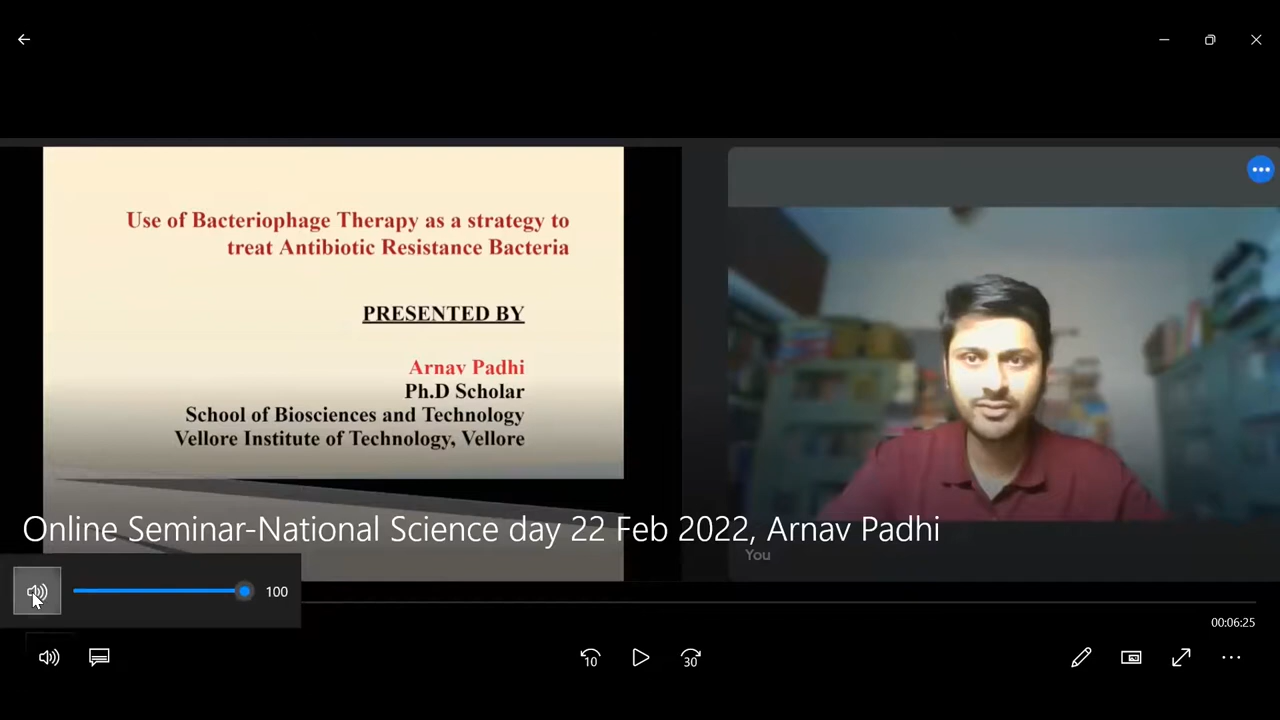 Use of Bacteriophage Therapy as a strategy to
treat Antibiotic Resistance Bacteria
PRESENTED BY
Arnav Padhi
Ph.D Scholar
School of Biosciences and Technology
Vellore Institute of Technology, Vellore
Online Seminar-National Science day 22 Feb 2022, Arnav Padhi
You
100
00:06:25
10
30